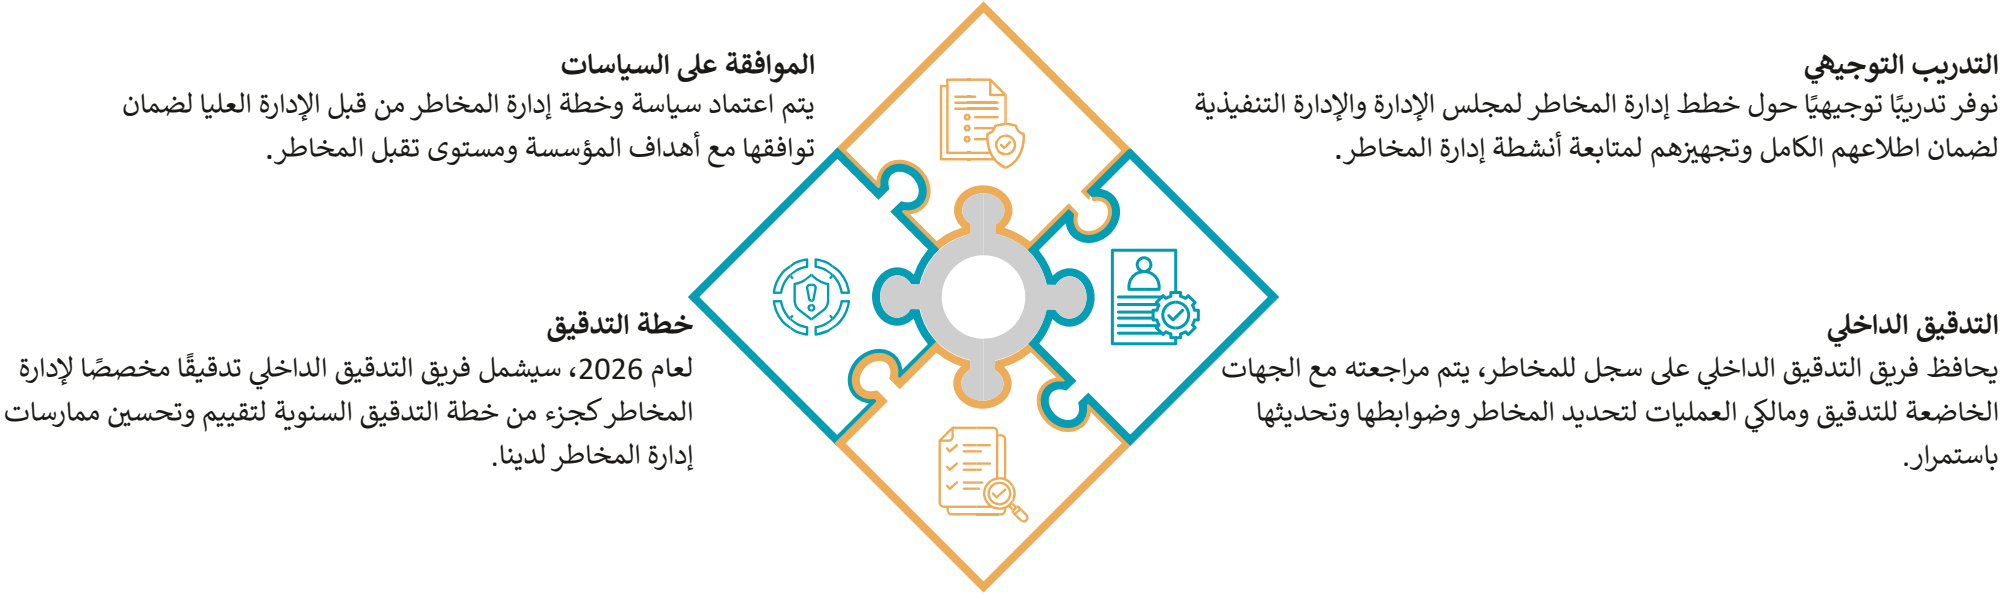 التدريب التوجيهي
نوفر تدريبًا توجيهيًا حول خطط إدارة المخاطر لمجلس الإدارة والإدارة التنفيذية
لضمان اطلاعهم الكامل وتجهيزهم لمتابعة أنشطة إدارة المخاطر.
الموافقة على السياسات
يتم اعتماد سياسة وخطة إدارة المخاطر من قبل الإدارة العليا لضمان
توافقها مع أهداف المؤسسة ومستوى تقبل المخاطر.
التدقيق الداخلي
يحافظ فريق التدقيق الداخلي على سجل للمخاطر، يتم مراجعته مع الجهات
الخاضعة للتدقيق ومالكي العمليات لتحديد المخاطر وضوابطها وتحديثها
باستمرار.
خطة التدقيق
لعام 2026، سيشمل فريق التدقيق الداخلي تدقيقًا مخصصًا لإدارة
المخاطر كجزء من خطة التدقيق السنوية لتقييم وتحسين ممارسات
إدارة المخاطر لدينا.